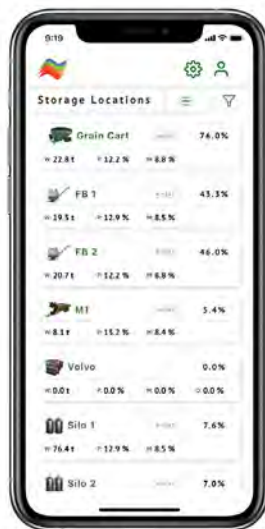 9:19
Storage Locations
Grain Cart 76.0%
W 22.8 t P 12.2 % M 8.8 %
FB 1 43.3%
W 19.5 t P 12.9 % M 8.5 %
FB 2 46.0%
W 20.7 t P 12.2 % M 8.8 %
M1 5.4%
W 8.1 t P 15.2 % M 8.4 %
Volvo 0.0%
W 0.0 t P 0.0 % M 0.0 % O 0.0 %
Silo 1 7.6%
W 76.4 t P 12.9 % M 8.5 %
Silo 2 7.0%